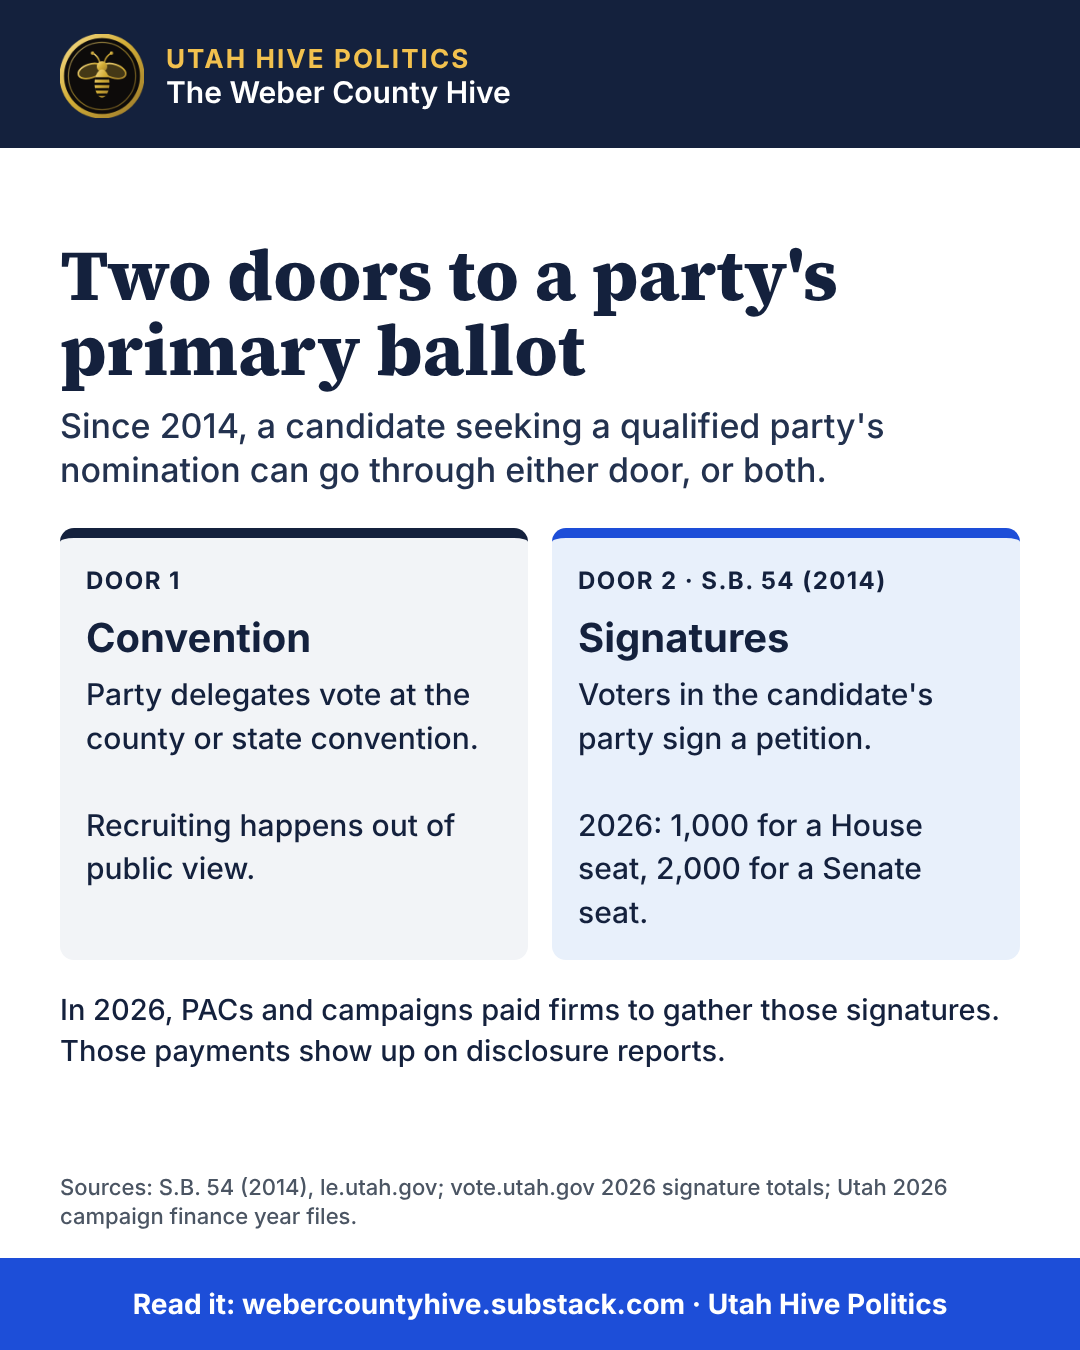 UTAH HIVE POLITICS
The Weber County Hive
Two doors to a party's
primary ballot
Since 2014, a candidate seeking a qualified party's
nomination can go through either door, or both.
DOOR 1
Convention
Party delegates vote at the
county or state convention.
Recruiting happens out of
public view.
DOOR 2 · S.B. 54 (2014)
Signatures
Voters in the candidate's
party sign a petition.
2026: 1,000 for a House
seat, 2,000 for a Senate
seat.
In 2026, PACs and campaigns paid firms to gather those signatures.
Those payments show up on disclosure reports.
Sources: S.B. 54 (2014), le.utah.gov; vote.utah.gov 2026 signature totals; Utah 2026
campaign finance year files.
Read it: webercountyhive.substack.com · Utah Hive Politics